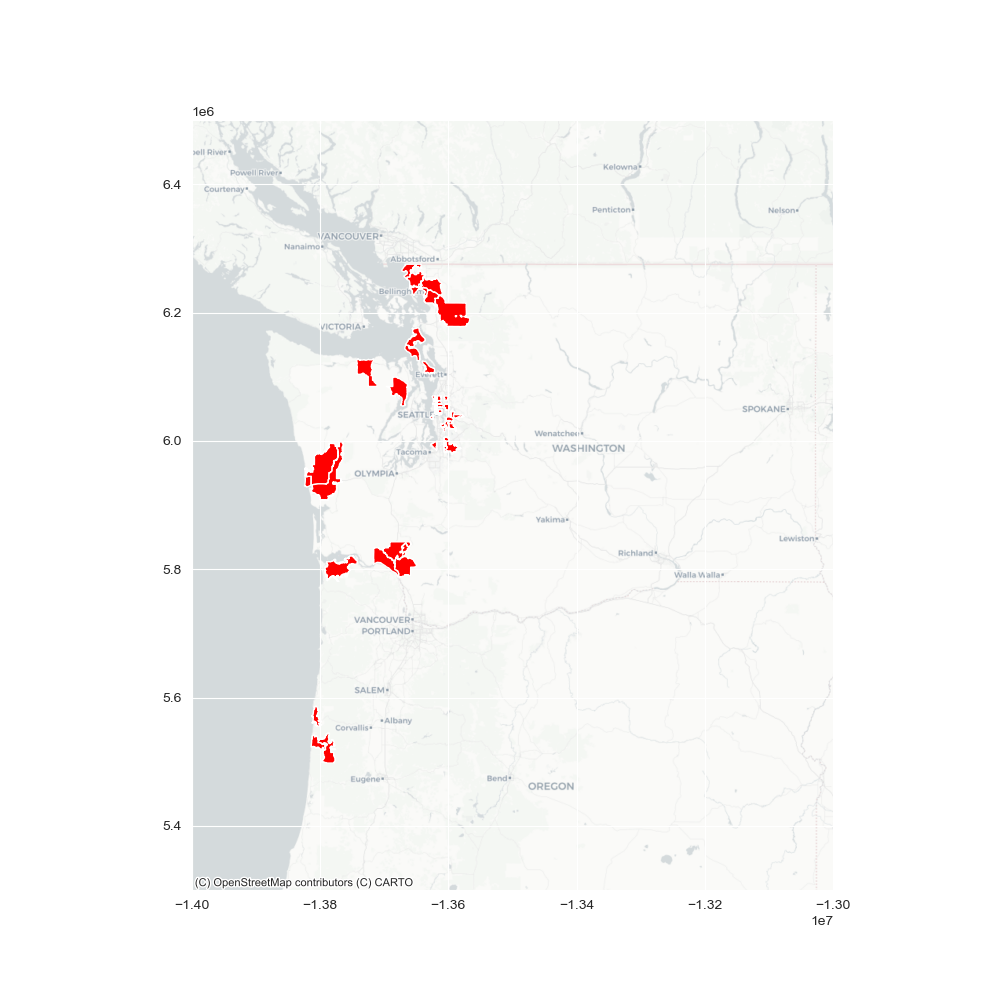 1e6
ell River
Powell River
Courtenay
Kelowna
6.4
Penticton
Nelson
VANCOUVER
Nanaimo
Abbotsford
Bellingh
6.2
VICTORIA
Everett
SEATTL
SPOKANE
6.0
Wenatchee
WASHINGTON
Tacoma
OLYMPIA
Yakima
Lewiston
Richland
5.8
Walla Walla
VANCOUVER
PORTLAND
5.6
SALEM
Albany
Corvallis
Eugene
Bend
OREGON
5.4
(C) OpenStreetMap contributors (C) CARTO
−1.40 −1.38 −1.36 −1.34 −1.32 −1.30
1e7